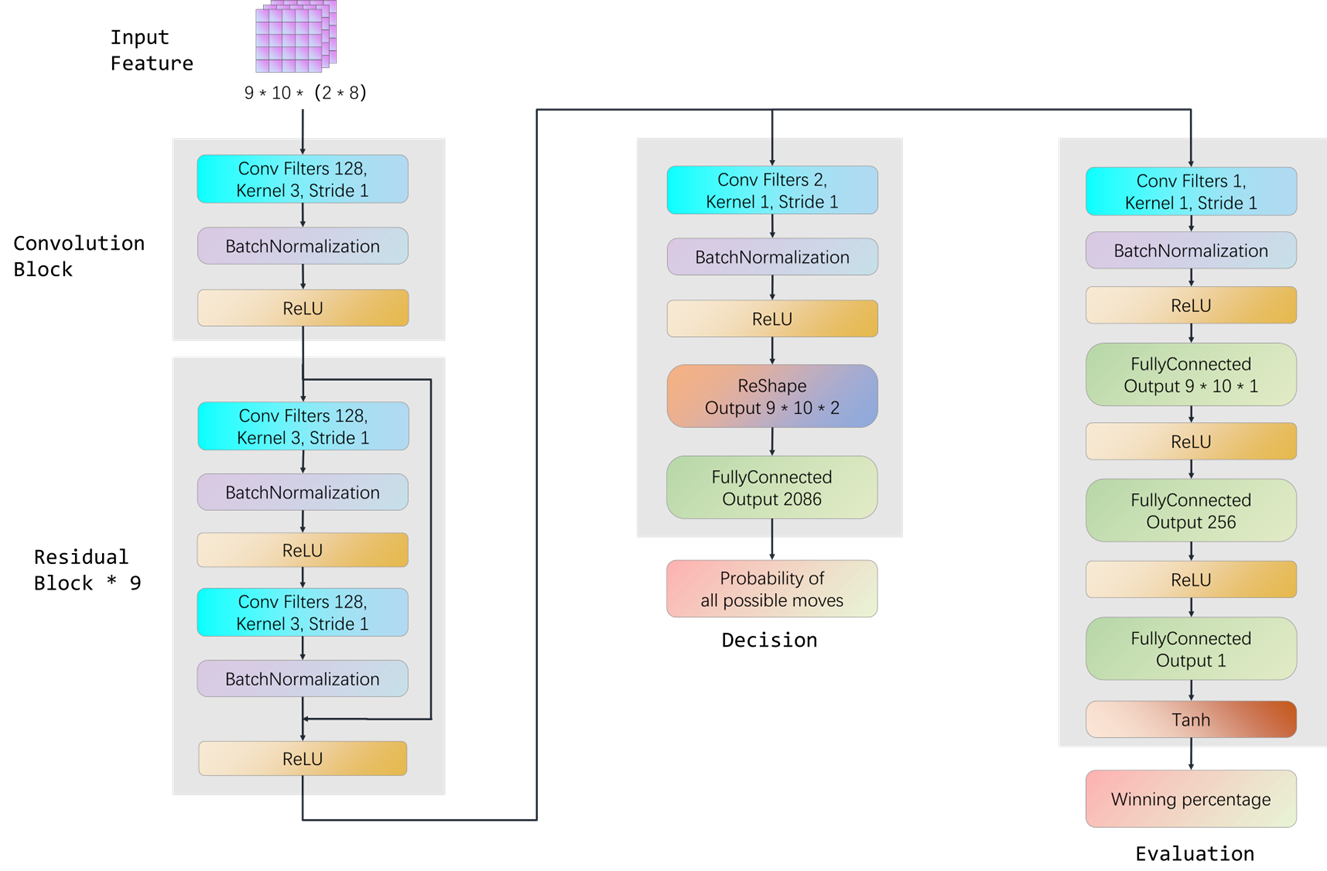 Input
Feature
9 * 10 * (2 * 8)
Convolution
Block
Conv Filters 128,
Kernel 3, Stride 1
BatchNormalization
ReLU
Residual
Block * 9
Conv Filters 128,
Kernel 3, Stride 1
BatchNormalization
ReLU
Conv Filters 128,
Kernel 3, Stride 1
BatchNormalization
ReLU
Conv Filters 2,
Kernel 1, Stride 1
BatchNormalization
ReLU
ReShape
Output 9 * 10 * 2
FullyConnected
Output 2086
Probability of
all possible moves
Decision
Conv Filters 1,
Kernel 1, Stride 1
BatchNormalization
ReLU
FullyConnected
Output 9 * 10 * 1
ReLU
FullyConnected
Output 256
ReLU
FullyConnected
Output 1
Tanh
Winning percentage
Evaluation